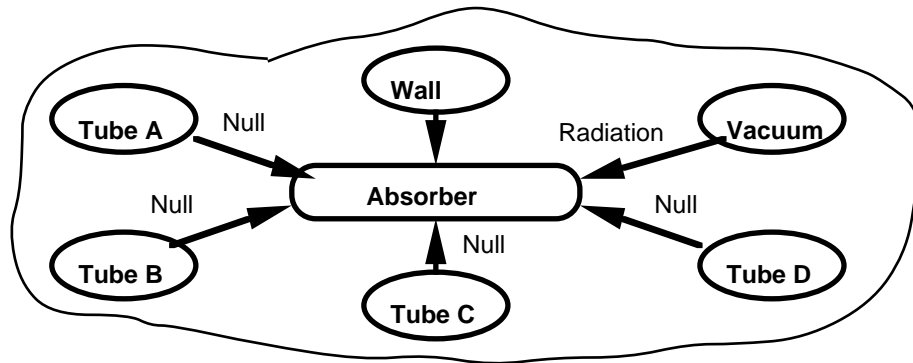 Wall
Tube A
Null
Radiation
Vacuum
Absorber
Null
Null
Null
Tube B
Tube D
Tube C